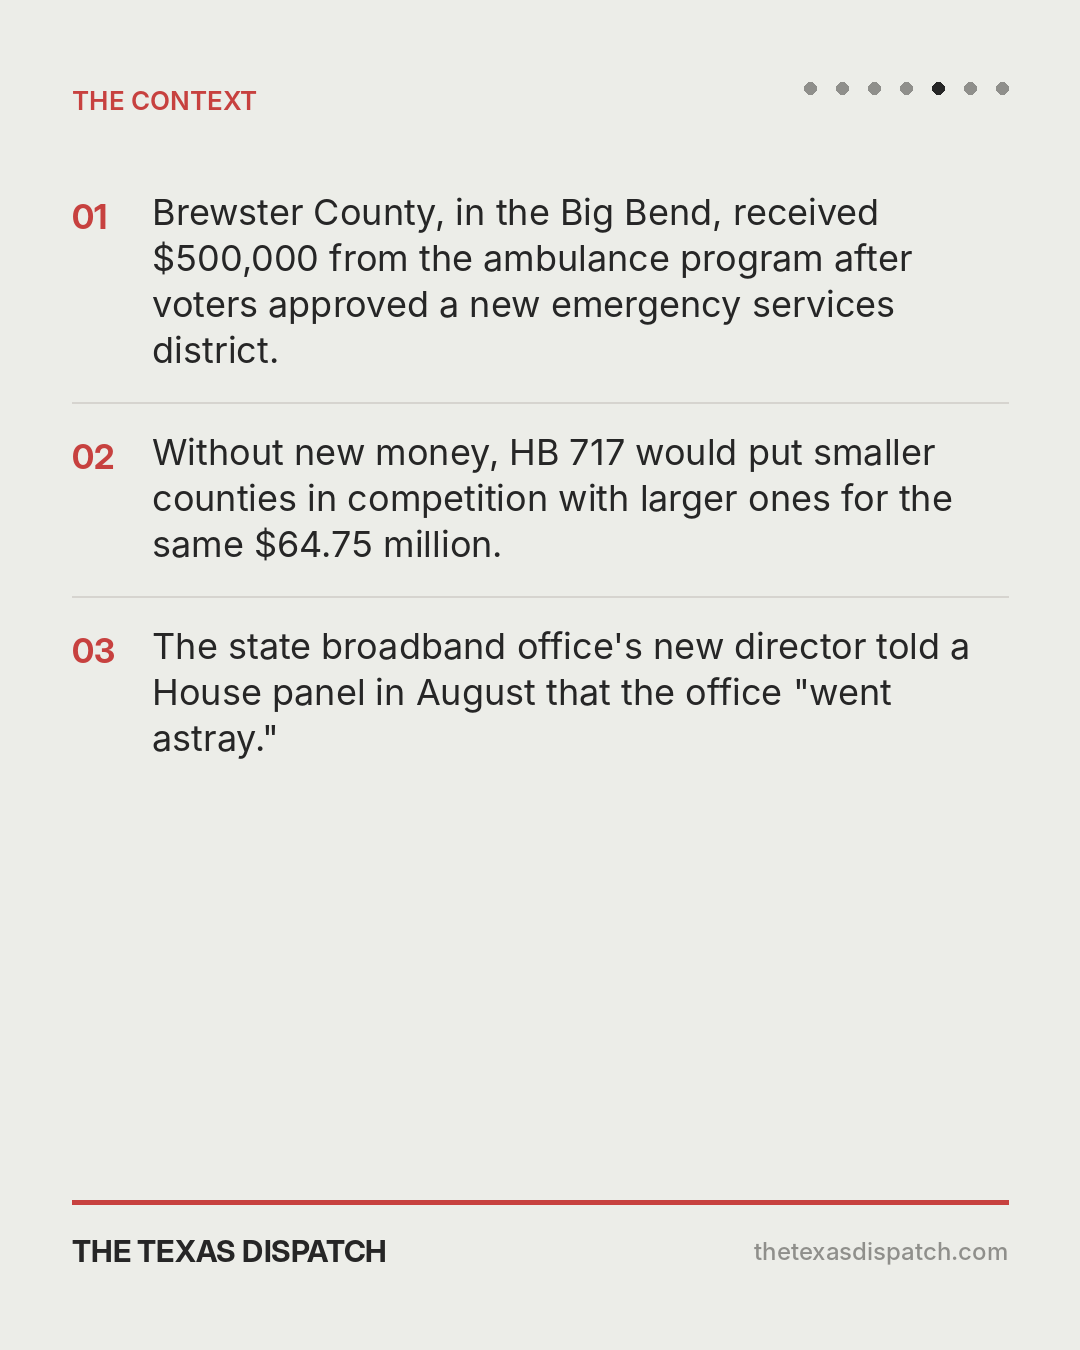 THE CONTEXT
01
Brewster County, in the Big Bend, received
$500,000 from the ambulance program after
voters approved a new emergency services
district.
02
Without new money, HB 717 would put smaller
counties in competition with larger ones for the
same $64.75 million.
03
The state broadband office's new director told a
House panel in August that the office "went
astray."
THE TEXAS DISPATCH
thetexasdispatch.com